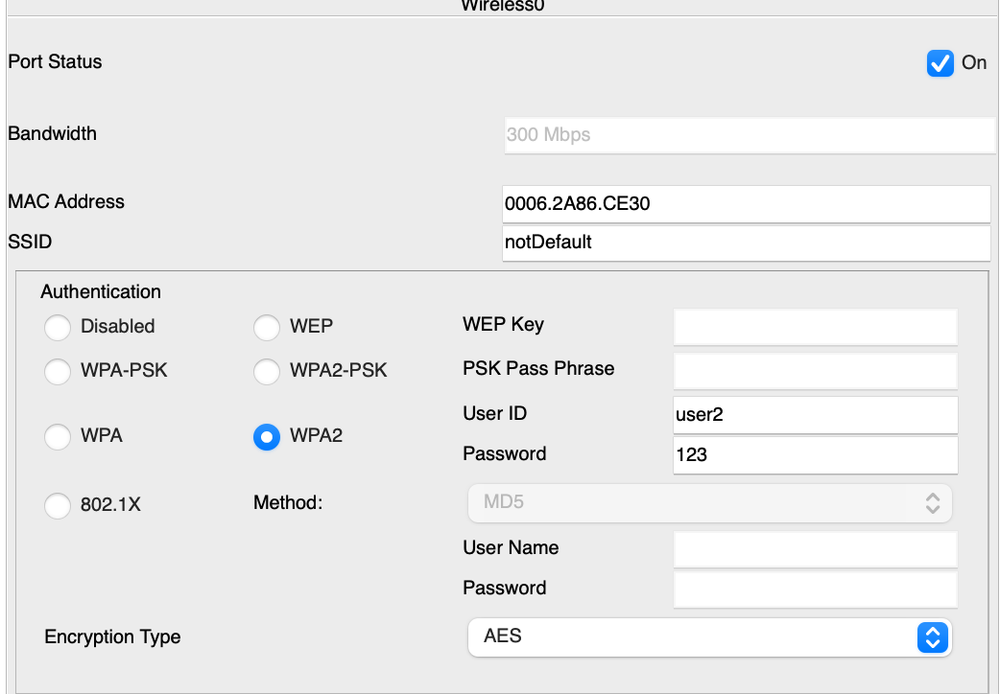 Wireless0
Port Status On
Bandwidth 300 Mbps
MAC Address 0006.2A86.CE30
SSID notDefault
Authentication
Disabled WEP WEP Key
WPA-PSK WPA2-PSK PSK Pass Phrase
User ID user2
WPA WPA2
Password 123
802.1X Method: MD5
User Name
Password
Encryption Type AES